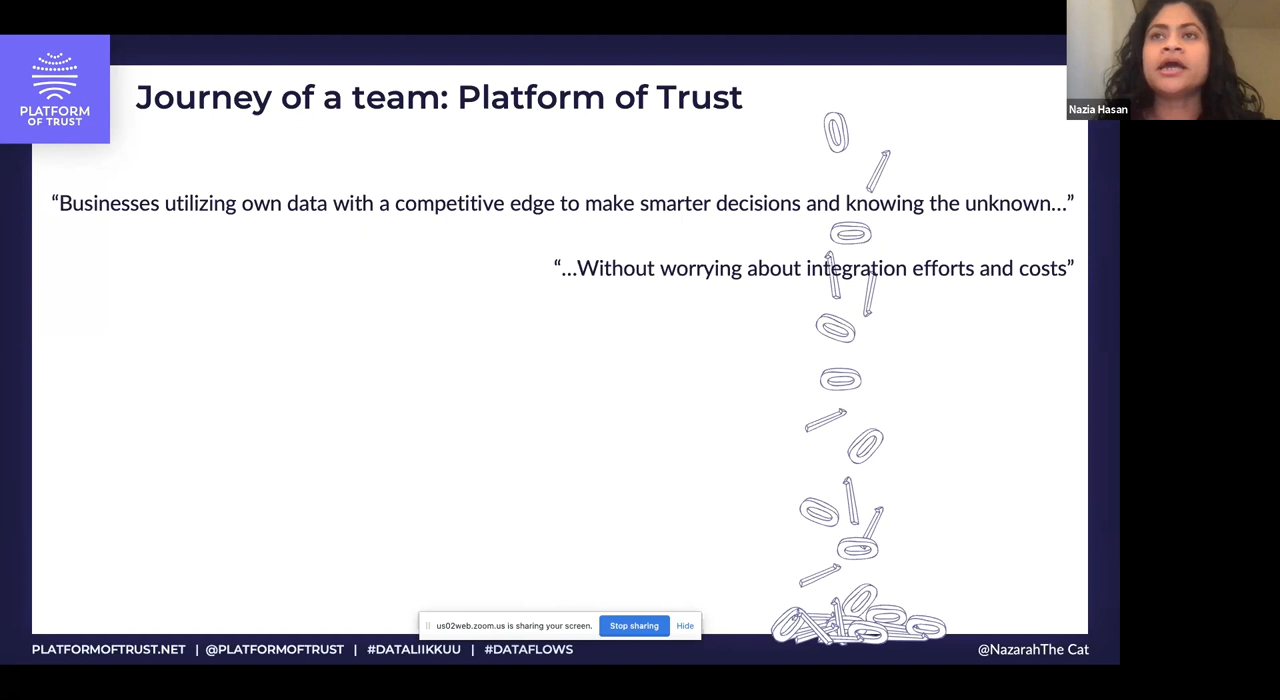 PLATFORM
OF TRUST
Journey of a team: Platform of Trust
Nazia Hasan
“Businesses utilizing own data with a competitive edge to make smarter decisions and knowing the unknown...”
“...Without worrying about integration efforts and costs”
us02web.zoom.us is sharing your screen. Stop sharing Hide
PLATFORMOFTRUST.NET | @PLATFORMOFTRUST | #DATALIIKKUU | #DATAFLOWS
@NazarahThe Cat